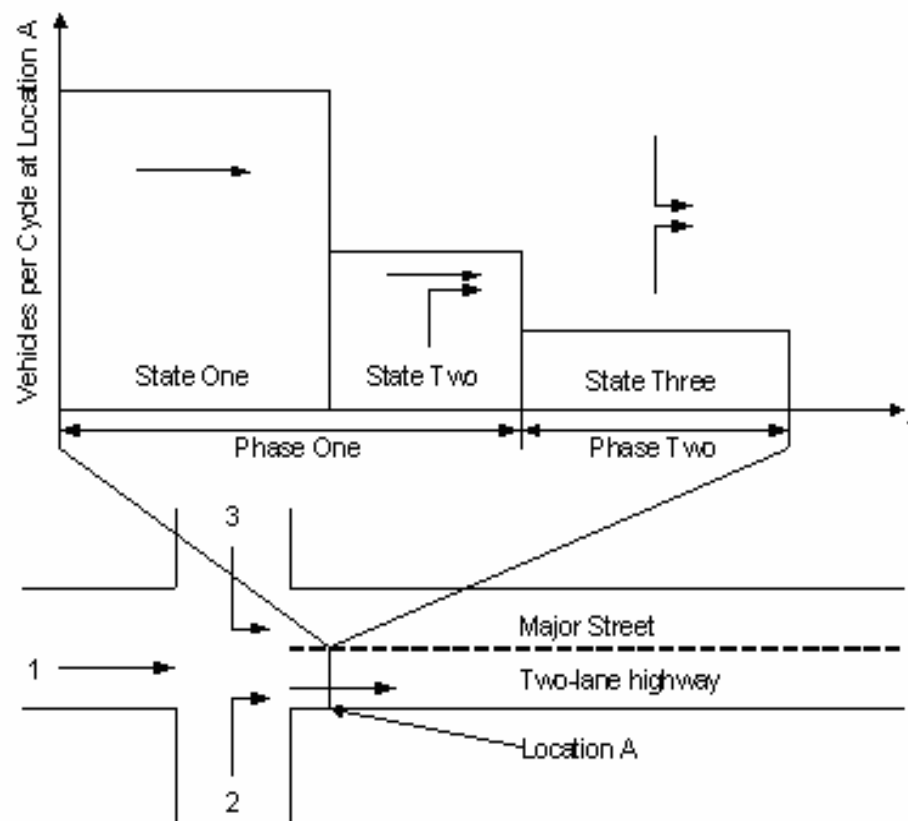 Vehicles per Cycle at Location A
State One
State Two
State Three
Phase One
Phase Two
3
Major Street
1
Two-lane highway
Location A
2